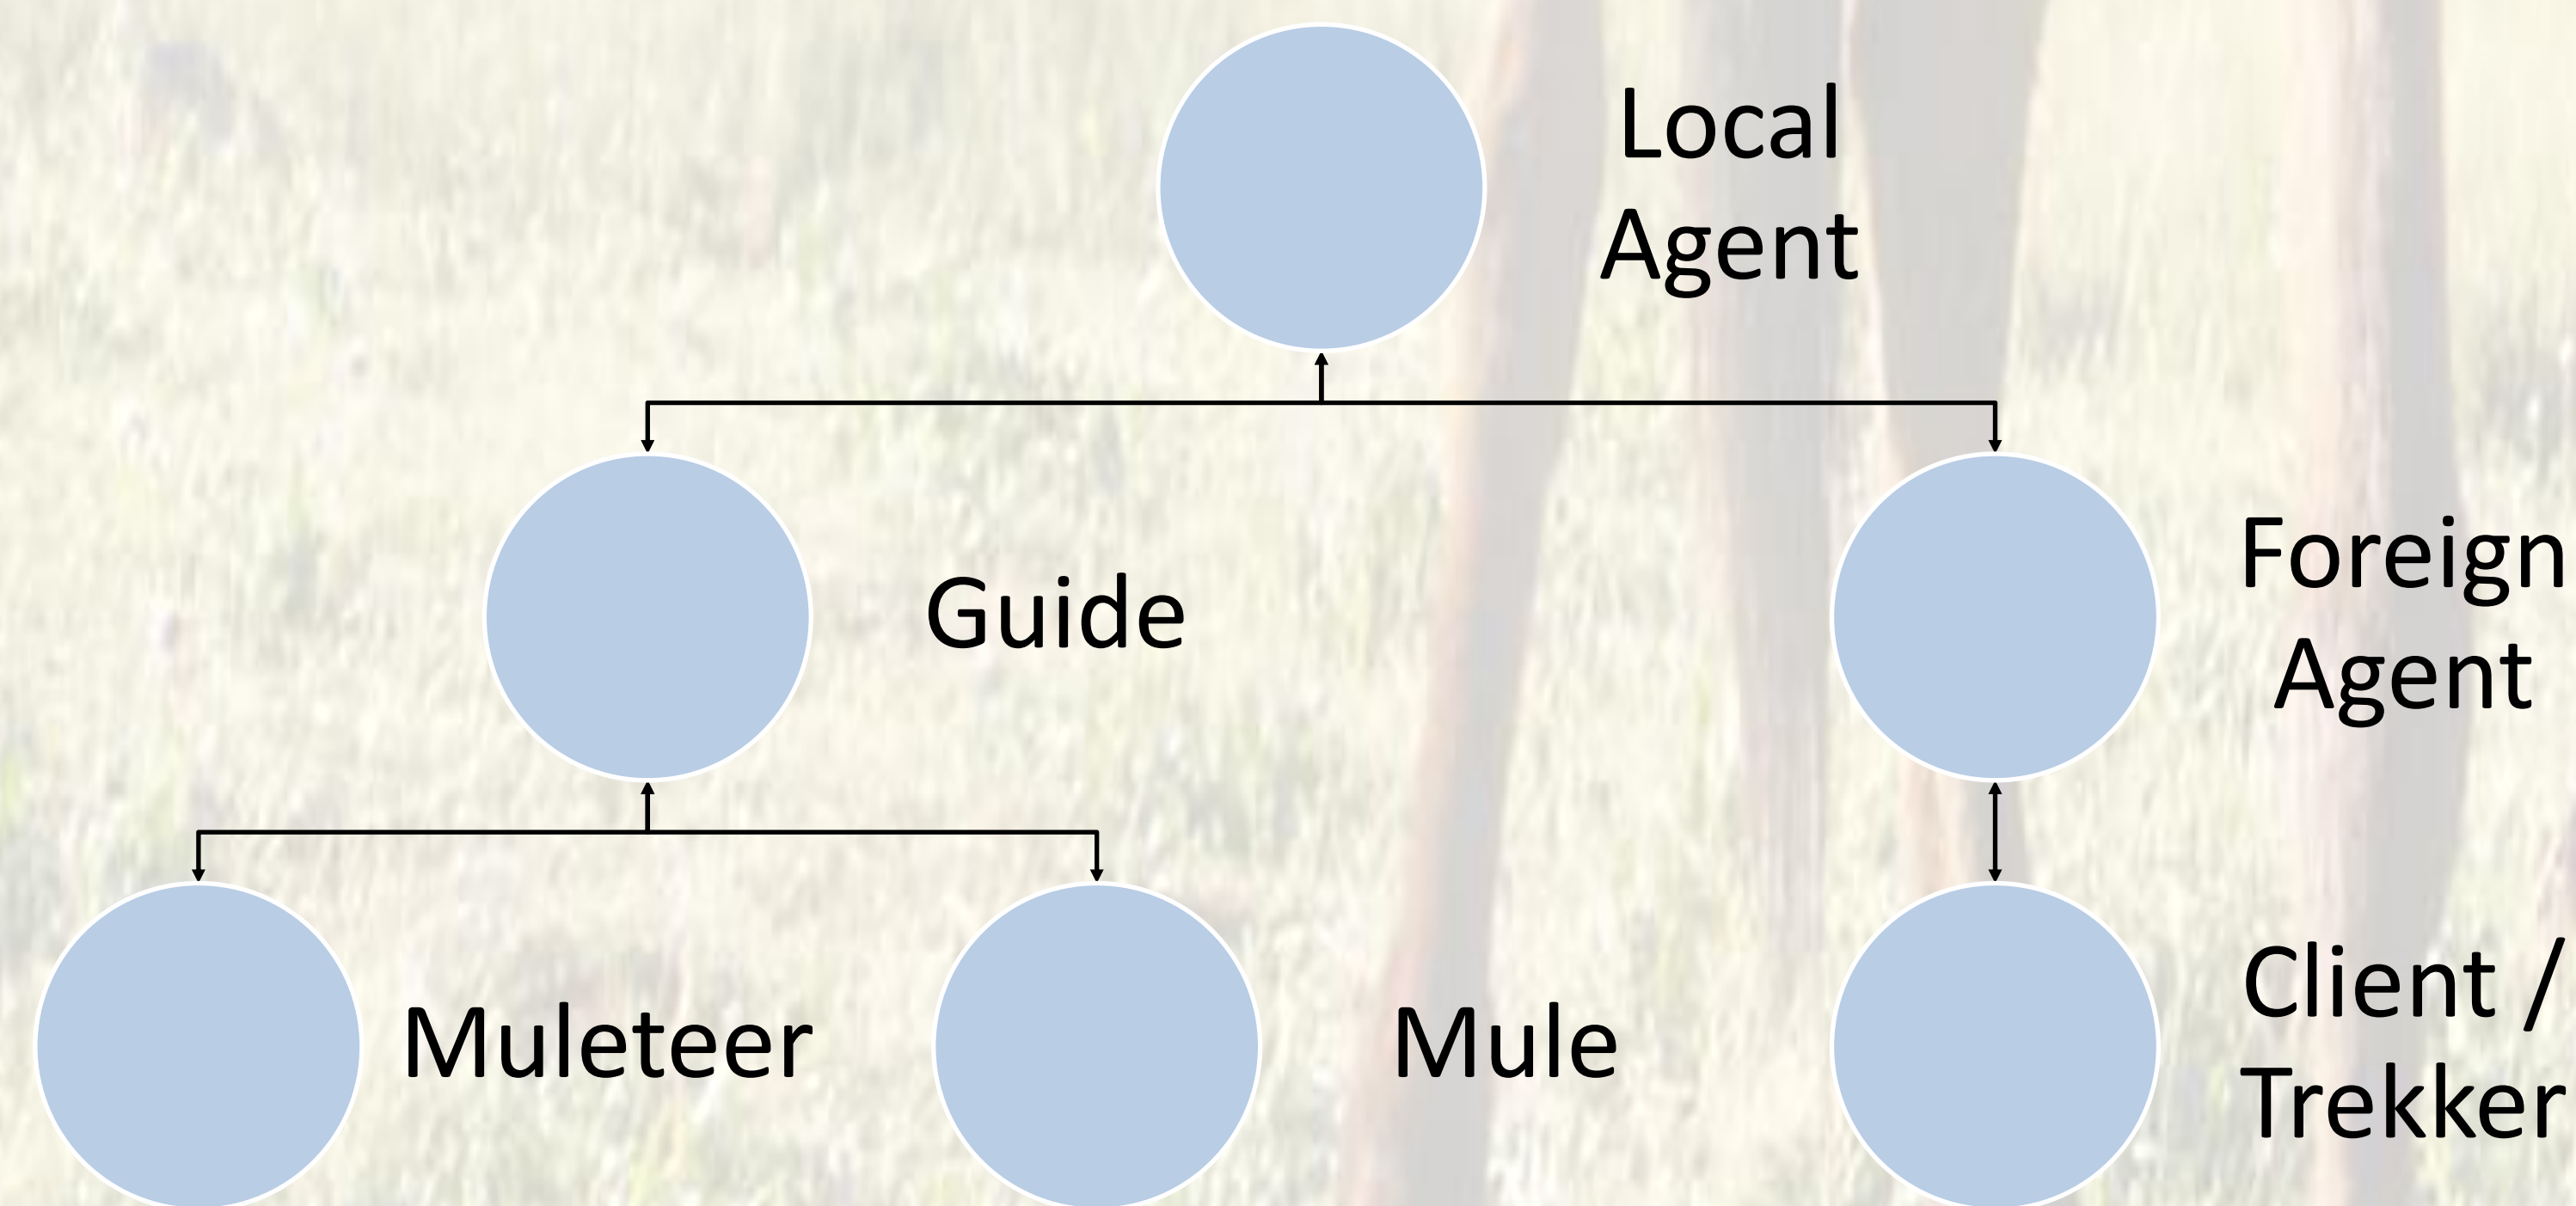 Local
Agent
Guide
Foreign
Agent
Muleteer
Mule
Client /
Trekker